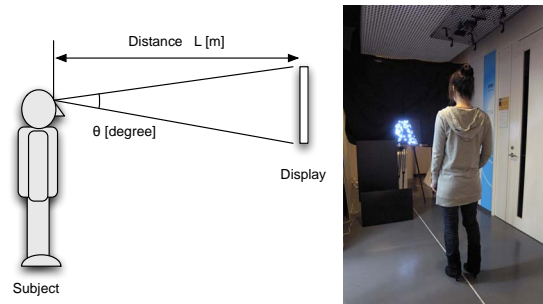 Distance L [m]
θ [degree]
Display
Subject